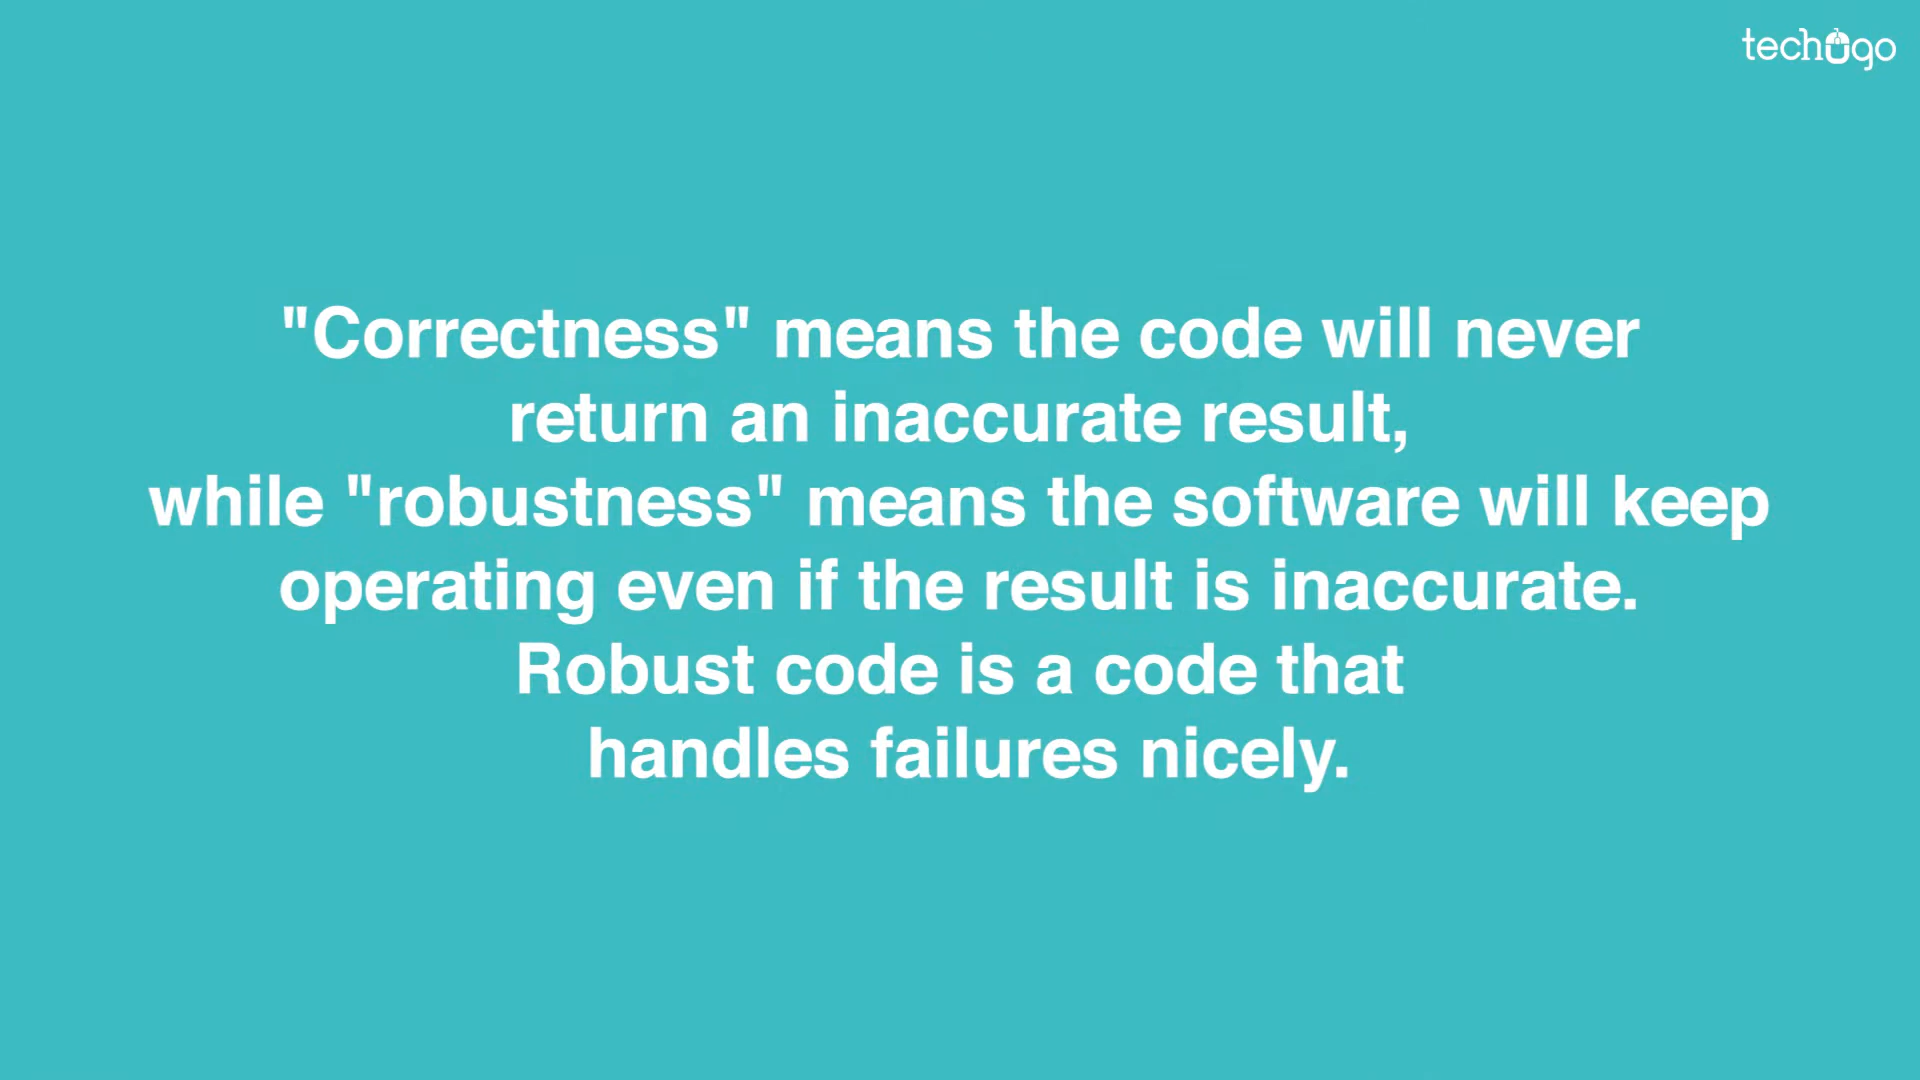 techugo
"Correctness" means the code will never
return an inaccurate result,
while "robustness" means the software will keep
operating even if the result is inaccurate.
Robust code is a code that
handles failures nicely.